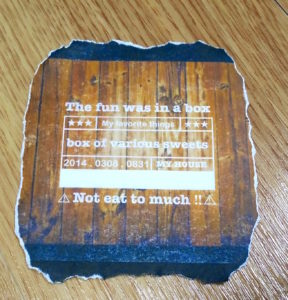 The fun was in a box
★★★ My favorite things ★★★
box of various sweets
2014 . 0308 . 0831 MY HOUSE
⚠ Not eat to much !! ⚠